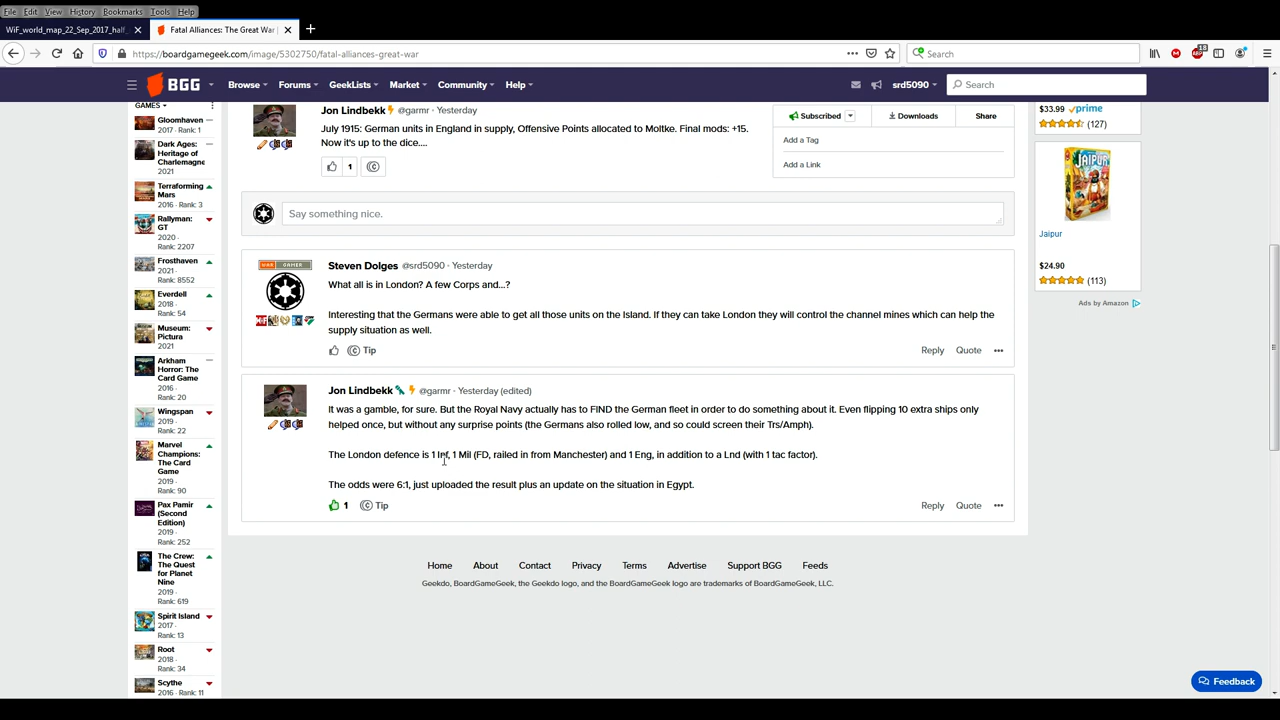 File Edit View History Bookmarks Tools Help
WiF_world_map_22_Sep_2017_half_
Fatal Alliances: The Great War |
https://boardgamegeek.com/image/5302750/fatal-alliances-great-war
Search
18
BGG
Browse
Forums
GeekLists
Market
Community
Help
srd5090
Search
GAMES
Gloomhaven
2017 · Rank: 1
Dark Ages:
Heritage of
Charlemagne
2021
Terraforming
Mars
2016 · Rank: 3
Rallyman:
GT
2020
Rank: 2207
Frosthaven
2021
Rank: 8552
Everdell
2018
Rank: 54
Museum:
Pictura
2021
Arkham
Horror: The
Card Game
2016
Rank: 20
Wingspan
2019
Rank: 22
Marvel
Champions:
The Card
Game
2019
Rank: 90
Pax Pamir
(Second
Edition)
2019
Rank: 252
The Crew:
The Quest
for Planet
Nine
2019
Rank: 619
Spirit Island
2017
Rank: 13
Root
2018
Rank: 34
Scythe
2016 · Rank: 11
Jon Lindbekk @garmr · Yesterday
July 1915: German units in England in supply, Offensive Points allocated to Moltke. Final mods: +15.
Now it's up to the dice....
1
Subscribed
Downloads
Share
Add a Tag
Add a Link
Say something nice.
WAR GAMER
Steven Dolges @srd5090 · Yesterday
What all is in London? A few Corps and...?
Interesting that the Germans were able to get all those units on the Island. If they can take London they will control the channel mines which can help the
supply situation as well.
Tip
Reply
Quote
Jon Lindbekk @garmr · Yesterday (edited)
It was a gamble, for sure. But the Royal Navy actually has to FIND the German fleet in order to do something about it. Even flipping 10 extra ships only
helped once, but without any surprise points (the Germans also rolled low, and so could screen their Trs/Amph).
The London defence is 1 Inf, 1 Mil (FD, railed in from Manchester) and 1 Eng, in addition to a Lnd (with 1 tac factor).
The odds were 6:1, just uploaded the result plus an update on the situation in Egypt.
1
Tip
Reply
Quote
$33.99 prime
(127)
JAIPUR
Jaipur
$24.90
(113)
Ads by Amazon
Home About Contact Privacy Terms Advertise Support BGG Feeds
Geekdo, BoardGameGeek, the Geekdo logo, and the BoardGameGeek logo are trademarks of BoardGameGeek, LLC.
Feedback